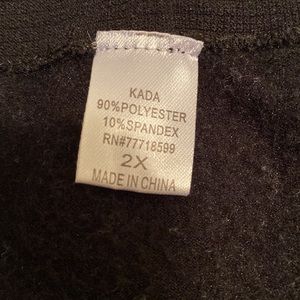 KADA
90%POLYESTER
10%SPANDEX
RN#77718599
2X
MADE IN CHINA